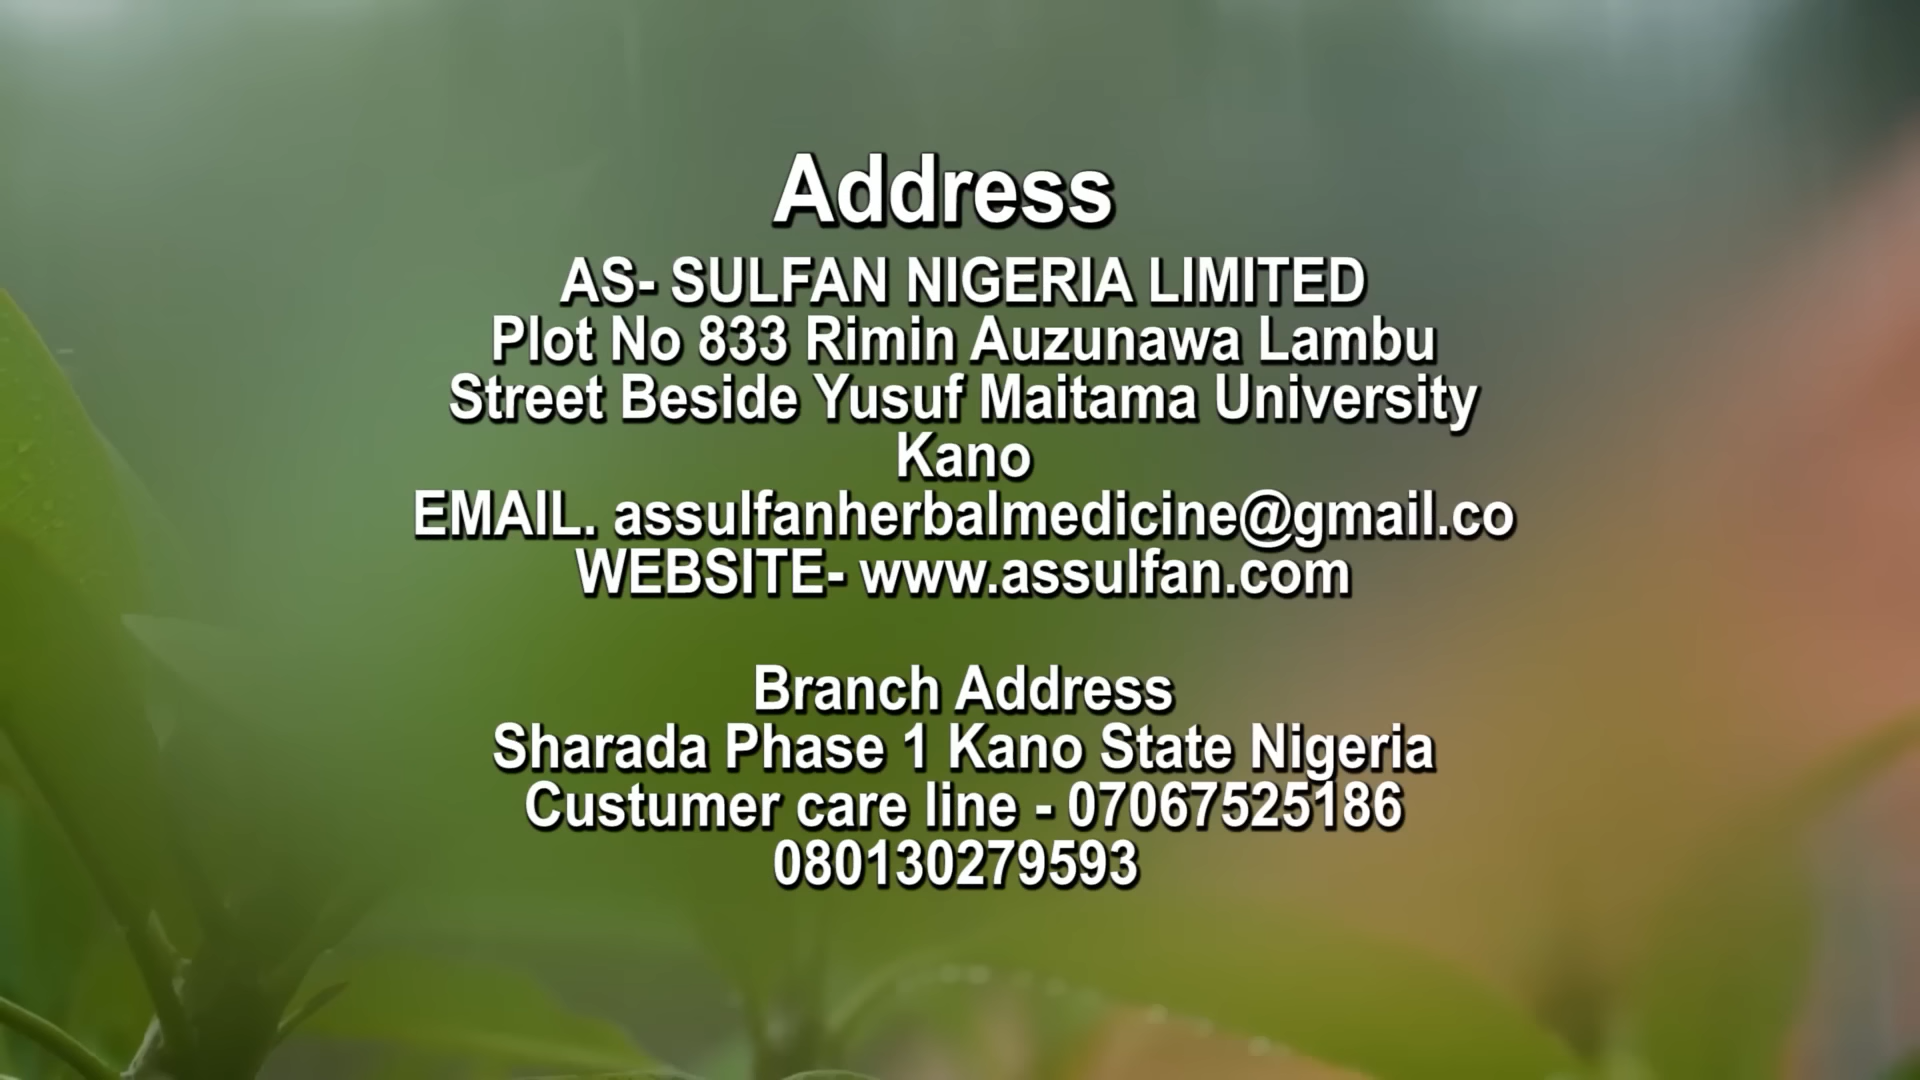 Address
AS- SULFAN NIGERIA LIMITED
Plot No 833 Rimin Auzunawa Lambu
Street Beside Yusuf Maitama University
Kano
EMAIL. assulfanherbalmedicine@gmail.co
WEBSITE- www.assulfan.com
Branch Address
Sharada Phase 1 Kano State Nigeria
Custumer care line - 07067525186
080130279593